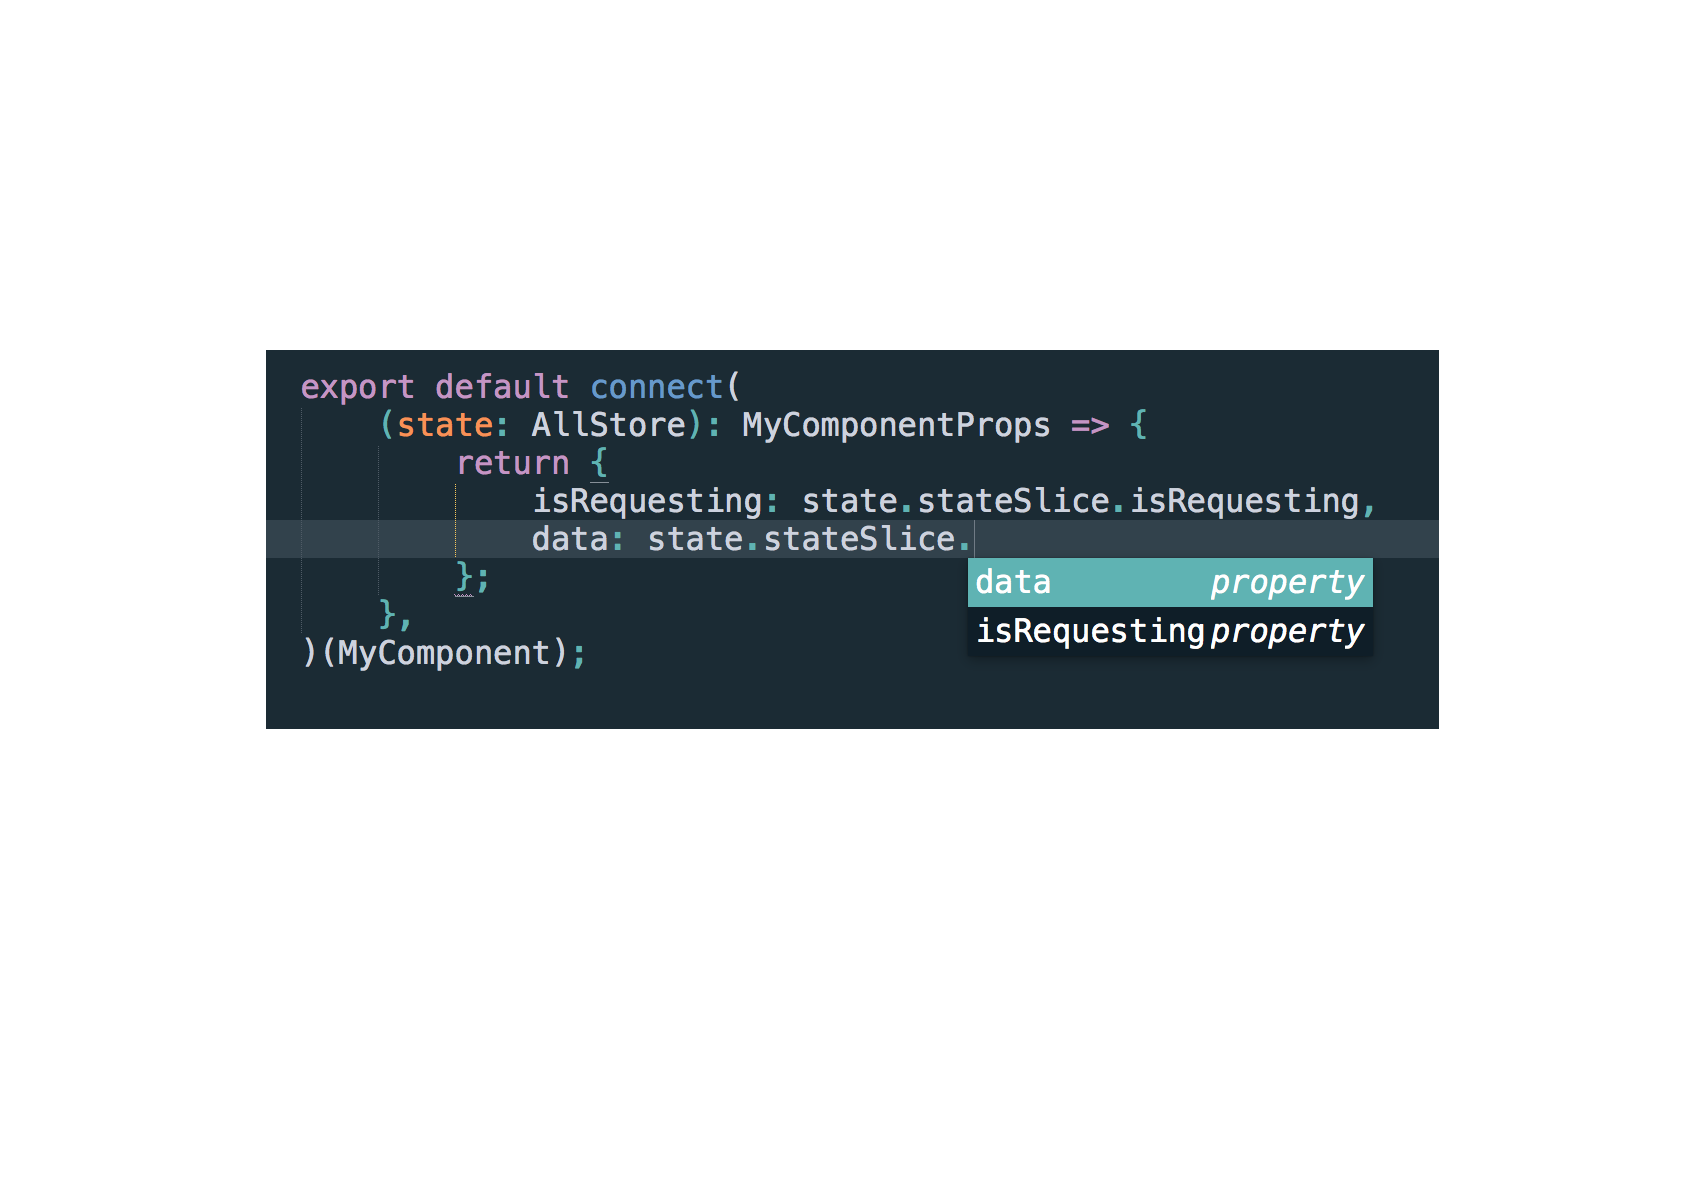 export default connect(
(state: AllStore): MyComponentProps => {
return {
isRequesting: state.stateSlice.isRequesting,
data: state.stateSlice.
data property
isRequesting property
};
},
)(MyComponent);